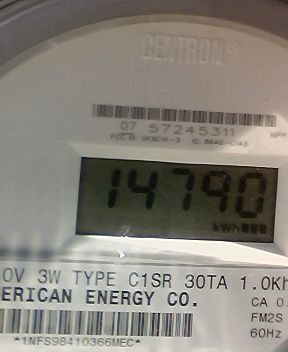 CENTRON®
07 57245311
14790
kWh
0V 3W TYPE C1SR 30TA 1.0Kh
ERICAN ENERGY CO.
CA 0.
FM2S
60Hz
*1NFS98410366MEC*